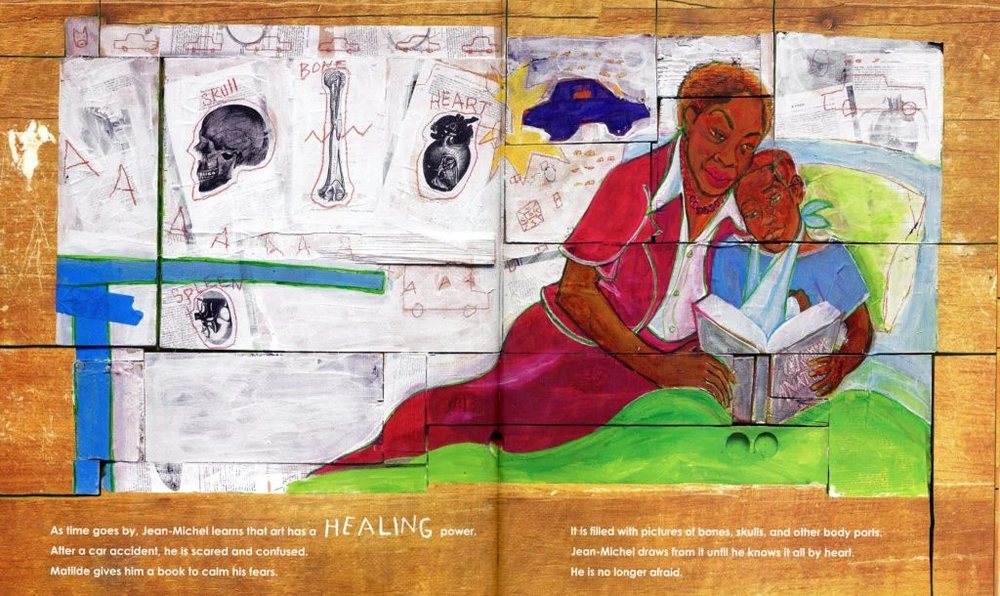 SKUll
BONE
HEART
A
A
A A A A A
SPLEEN
As time goes by, Jean-Michel learns that art has a HEALING power.
After a car accident, he is scared and confused.
Matilde gives him a book to calm his fears.
It is filled with pictures of bones, skulls, and other body parts.
Jean-Michel draws from it until he knows it all by heart.
He is no longer afraid.